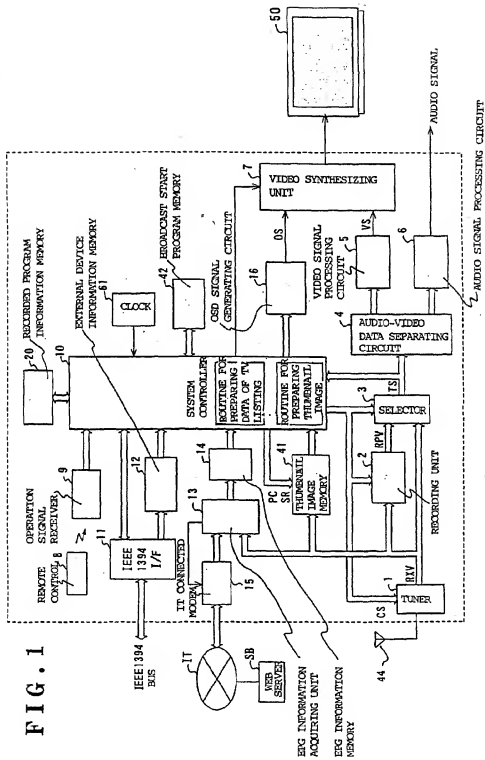 FIG. 1
20
RECORDED PROGRAM
INFORMATION MEMORY
EXTERNAL DEVICE
INFORMATION MEMORY
61
CLOCK
42
BROADCAST START
PROGRAM MEMORY
OSD SIGNAL
GENERATING CIRCUIT
50
OPERATION SIGNAL
RECEIVER
9
REMOTE
CONTROL
8
10
SYSTEM
CONTROLLER
ROUTINE FOR
PREPARING
DATA OF TV
LISTING
ROUTINE FOR
PREPARING
THUMBNAIL
IMAGE
16
OS
7
VIDEO SYNTHESIZING
UNIT
12
11
IEEE
1394
I/F
IEEE1394
BUS
VIDEO SIGNAL
PROCESSING
CIRCUIT
5
VS
14
13
IT CONNECTED
MODEM
15
IT
SB
WEB
SERVER
PC
SR
41
THUMBNAIL
IMAGE
MEMORY
4
AUDIO-VIDEO
DATA SEPARATING
CIRCUIT
6
AUDIO SIGNAL
TS
3
SELECTOR
RPV
2
RECORDING UNIT
AUDIO SIGNAL PROCESSING CIRCUIT
EPG INFORMATION
ACQUIRING UNIT
EPG INFORMATION
MEMORY
CS
1
TUNER
RXV
44